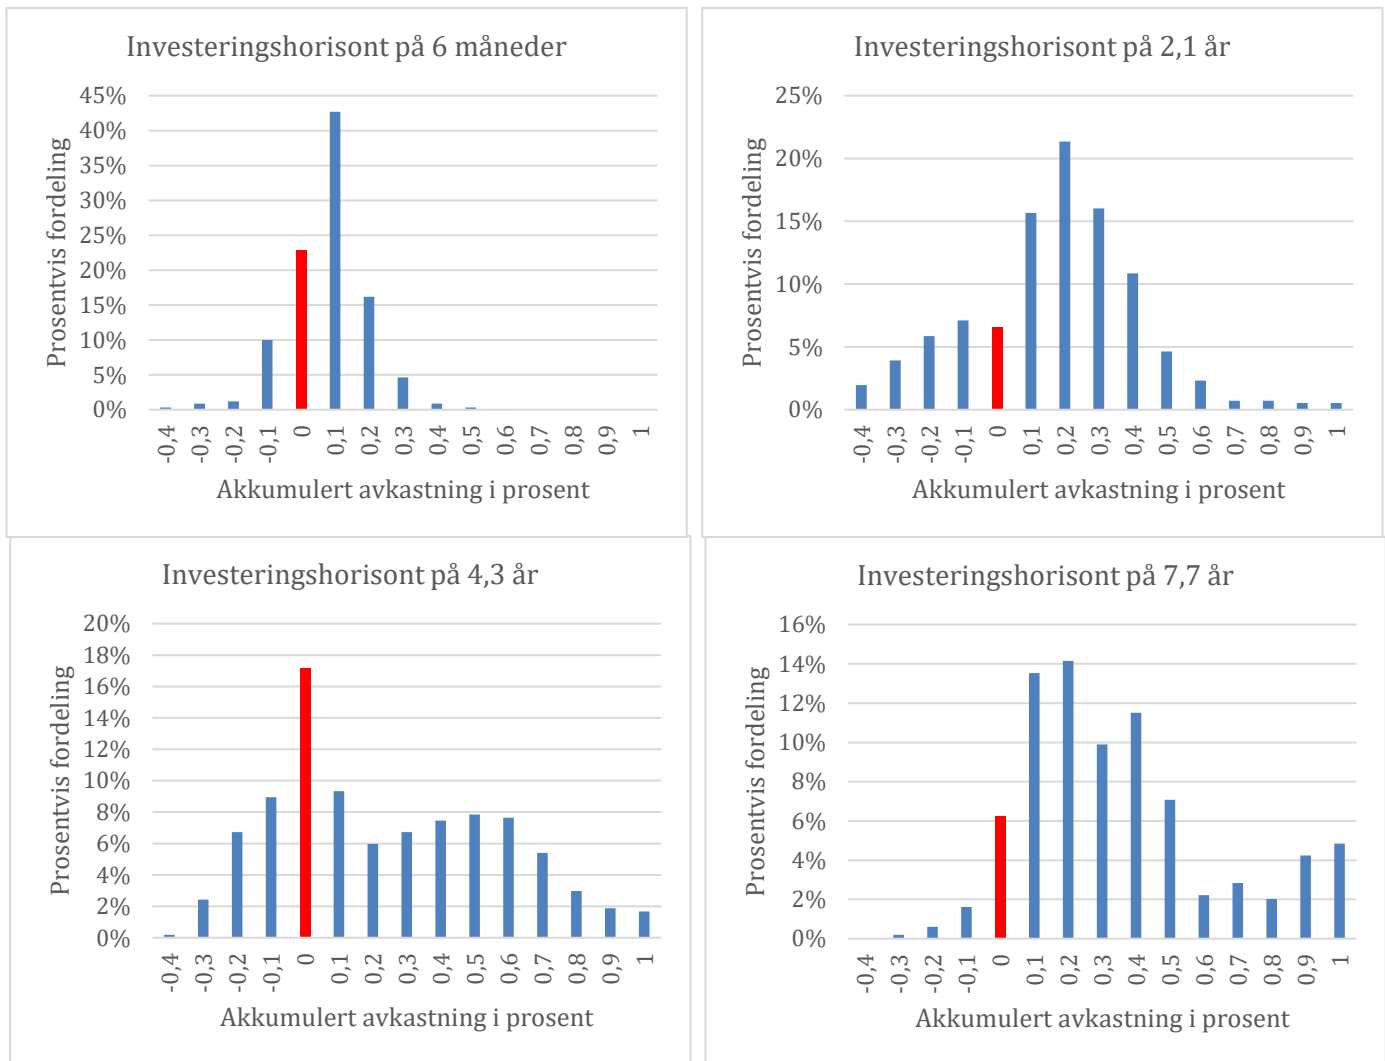 Investeringshorisont på 6 måneder
Prosentvis fordeling
45%
40%
35%
30%
25%
20%
15%
10%
5%
0%
-0,4 -0,3 -0,2 -0,1 0 0,1 0,2 0,3 0,4 0,5 0,6 0,7 0,8 0,9 1
Akkumulert avkastning i prosent
Investeringshorisont på 2,1 år
Prosentvis fordeling
25%
20%
15%
10%
5%
0%
-0,4 -0,3 -0,2 -0,1 0 0,1 0,2 0,3 0,4 0,5 0,6 0,7 0,8 0,9 1
Akkumulert avkastning i prosent
Investeringshorisont på 4,3 år
Prosentvis fordeling
20%
18%
16%
14%
12%
10%
8%
6%
4%
2%
0%
-0,4 -0,3 -0,2 -0,1 0 0,1 0,2 0,3 0,4 0,5 0,6 0,7 0,8 0,9 1
Akkumulert avkastning i prosent
Investeringshorisont på 7,7 år
Prosentvis fordeling
16%
14%
12%
10%
8%
6%
4%
2%
0%
-0,4 -0,3 -0,2 -0,1 0 0,1 0,2 0,3 0,4 0,5 0,6 0,7 0,8 0,9 1
Akkumulert avkastning i prosent